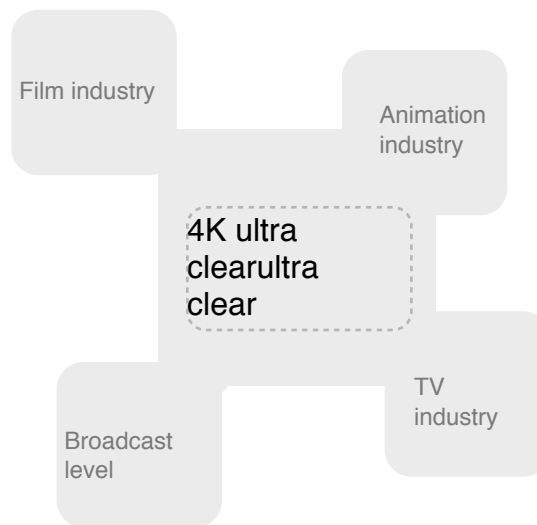 Film industry
Animation
industry
4K ultra
clearultra
clear
TV
industry
Broadcast
level